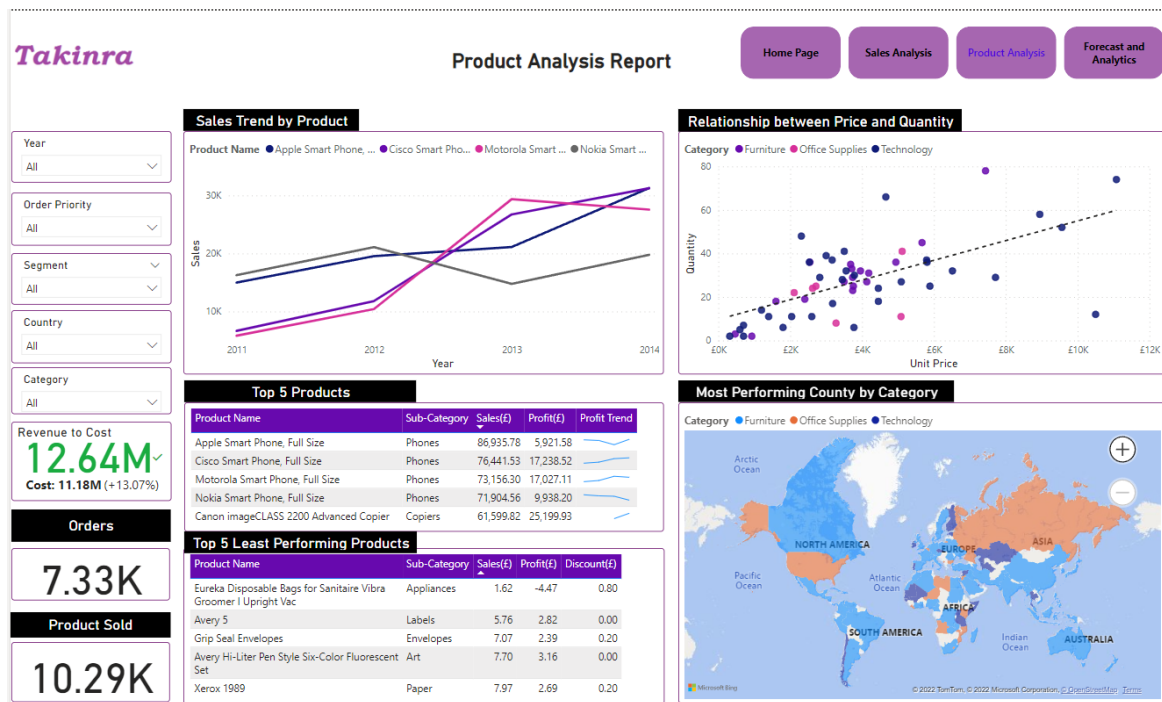 Takinra
Product Analysis Report
Home Page
Sales Analysis
Product Analysis
Forecast and
Analytics
Year
All
Order Priority
All
Segment
All
Country
All
Category
All
Revenue to Cost
12.64M
Cost: 11.18M (+13.07%)
Orders
7.33K
Product Sold
10.29K
Sales Trend by Product
Product Name Apple Smart Phone, ... Cisco Smart Pho... Motorola Smart ... Nokia Smart ...
Sales
30K
20K
10K
2011 2012 2013 2014
Year
Relationship between Price and Quantity
Category Furniture Office Supplies Technology
Quantity
80
60
40
20
0
£0K £2K £4K £6K £8K £10K £12K
Unit Price
Top 5 Products
Product Name Sub-Category Sales(£) Profit(£) Profit Trend
Apple Smart Phone, Full Size Phones 86,935.78 5,921.58
Cisco Smart Phone, Full Size Phones 76,441.53 17,238.52
Motorola Smart Phone, Full Size Phones 73,156.30 17,027.11
Nokia Smart Phone, Full Size Phones 71,904.56 9,938.20
Canon imageCLASS 2200 Advanced Copier Copiers 61,599.82 25,199.93
Top 5 Least Performing Products
Product Name Sub-Category Sales(£) Profit(£) Discount(£)
Eureka Disposable Bags for Sanitaire Vibra Appliances 1.62 -4.47 0.80
Groomer I Upright Vac
Avery 5 Labels 5.76 2.82 0.00
Grip Seal Envelopes Envelopes 7.07 2.39 0.20
Avery Hi-Liter Pen Style Six-Color Fluorescent Art 7.70 3.16 0.00
Set
Xerox 1989 Paper 7.97 2.69 0.20
Most Performing County by Category
Category Furniture Office Supplies Technology
Arctic
Ocean
NORTH AMERICA
EUROPE
ASIA
Pacific
Ocean
Atlantic
Ocean
AFRICA
SOUTH AMERICA
Indian
Ocean
AUSTRALIA
Microsoft Bing
© 2022 TomTom, © 2022 Microsoft Corporation, © OpenStreetMap Terms